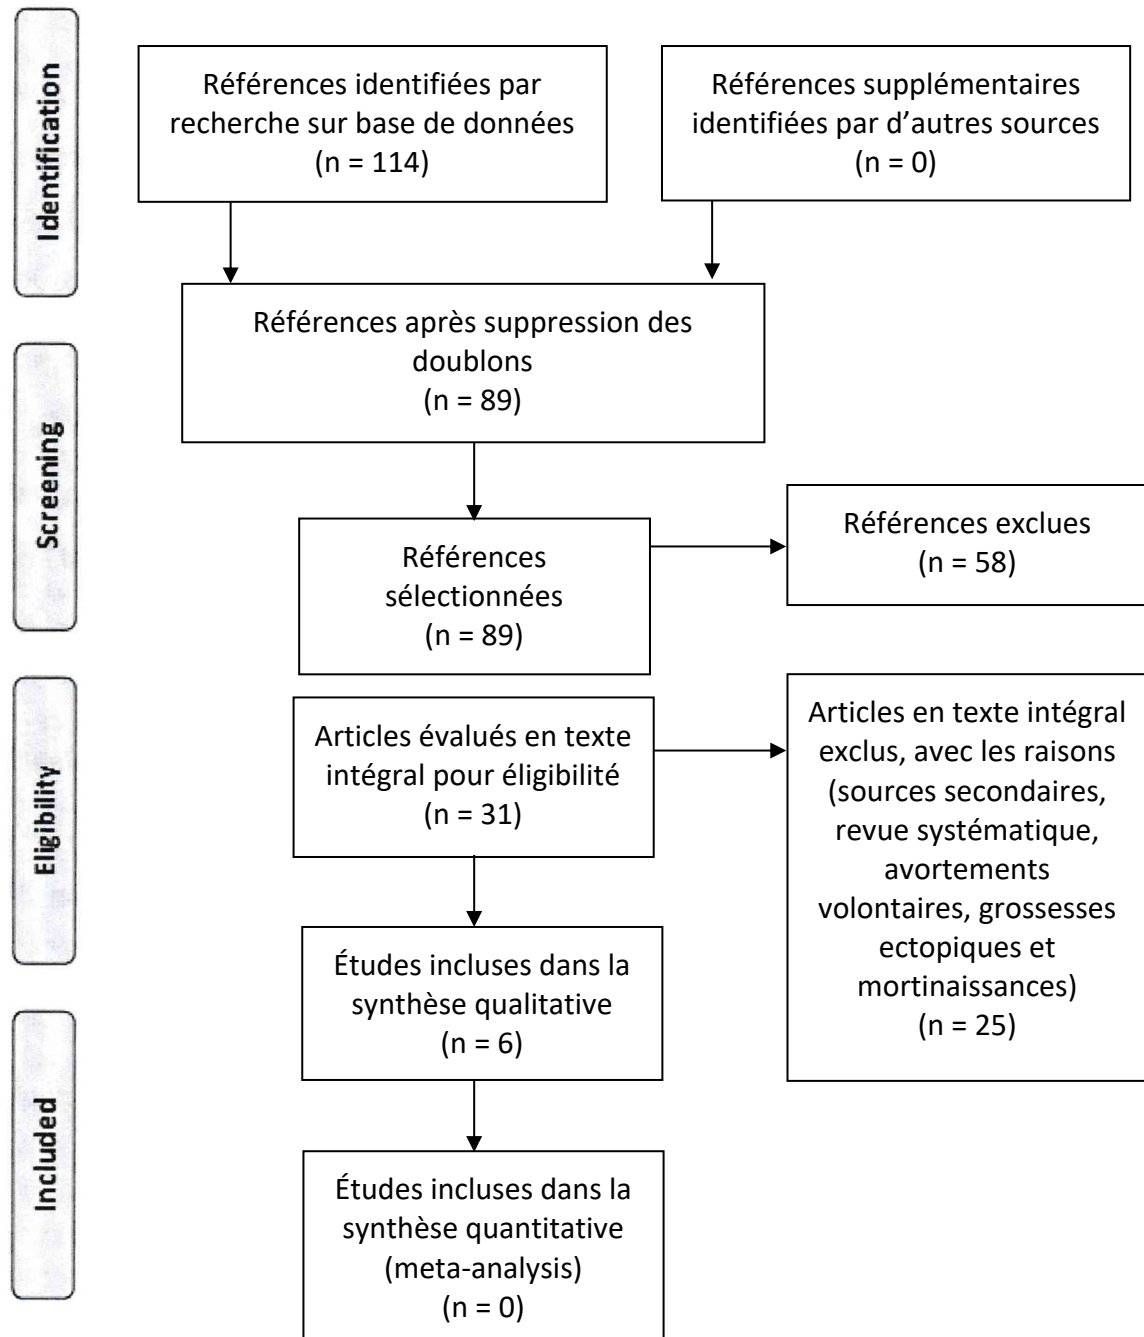 Identification
Références identifiées par
recherche sur base de données
(n = 114)
Références supplémentaires
identifiées par d’autres sources
(n = 0)
Références après suppression des
doublons
(n = 89)
Screening
Références
sélectionnées
(n = 89)
Références exclues
(n = 58)
Eligibility
Articles évalués en texte
intégral pour éligibilité
(n = 31)
Articles en texte intégral
exclus, avec les raisons
(sources secondaires,
revue systématique,
avortements
volontaires, grossesses
ectopiques et
mortinaissances)
(n = 25)
Études incluses dans la
synthèse qualitative
(n = 6)
Included
Études incluses dans la
synthèse quantitative
(meta-analysis)
(n = 0)